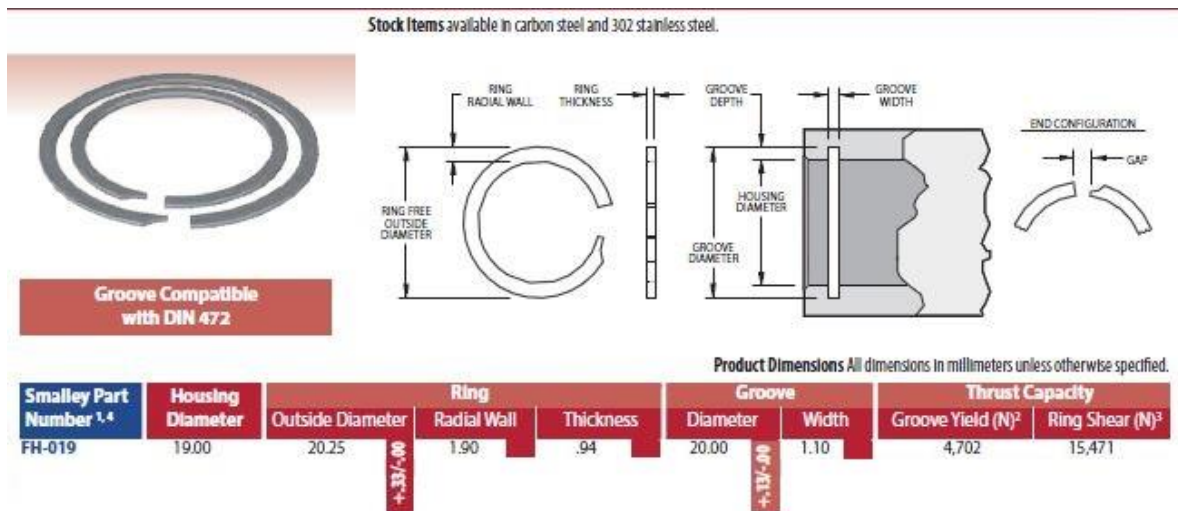 Stock Items available in carbon steel and 302 stainless steel.
RING
RADIAL WALL
RING
THICKNESS
GROOVE
DEPTH
GROOVE
WIDTH
END CONFIGURATION
GAP
RING FREE
OUTSIDE
DIAMETER
HOUSING
DIAMETER
GROOVE
DIAMETER
Groove Compatible
with DIN 472
Product Dimensions All dimensions in millimeters unless otherwise specified.
Smalley Part
Number 1,4
Housing
Diameter
Ring
Groove
Thrust Capacity
Outside Diameter Radial Wall Thickness Diameter Width Groove Yield (N)² Ring Shear (N)³
FH-019 19.00 20.25 1.90 .94 20.00 1.10 4,702 15,471
+.33/-.00
+.13/-.00